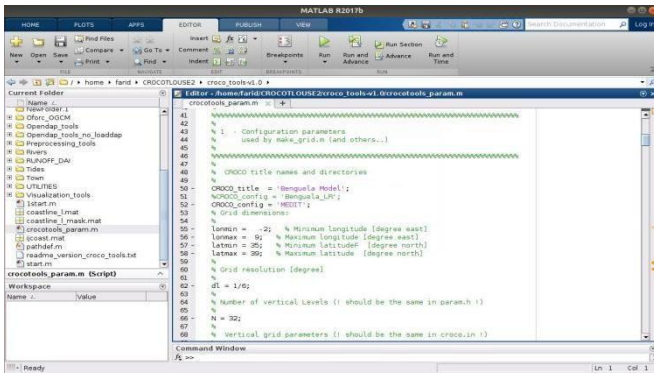 MATLAB R2017b
HOME PLOTS APPS EDITOR PUBLISH VIEW Search Documentation Log In
New Open Save Find Files Compare Print Go To Find Insert Comment Indent fx Breakpoints Run Run and Advance Run Section Advance Run and Time
FILE NAVIGATE EDIT BREAKPOINTS RUN
/ home farid CROCOTLOUSE2 croco_tools-v1.0
Current Folder
Name
NewFolder.1
Oforc_OGCM
Opendap_tools
Opendap_tools_no_loaddap
Preprocessing_tools
Rivers
RUNOFF_DAI
Tides
Town
UTILITIES
Visualization_tools
1start.m
coastline_l.mat
coastline_l_mask.mat
crocotools_param.m
ijcoast.mat
pathdef.m
readme_version_croco_tools.txt
start.m
crocotools_param.m (Script)
Workspace
Name Value
Editor - /home/farid/CROCOTLOUSE2/croco_tools-v1.0/crocotools_param.m
crocotools_param.m +
41 %%%%%%%%%%%%%%%%%%%%%%%%%%%%%%%%%%%%%%%%%%%%%%%%%%%%%%%%%%%%%%%%%%%%%%%
42 %
43 % 1 - Configuration parameters
44 % used by make_grid.m (and others..)
45 %
46 %%%%%%%%%%%%%%%%%%%%%%%%%%%%%%%%%%%%%%%%%%%%%%%%%%%%%%%%%%%%%%%%%%%%%%%
47 %
48 % CROCO title names and directories
49 %
50 - CROCO_title = 'Benguela Model';
51 %CROCO_config = 'Benguela_LR';
52 - CROCO_config = 'MEDIT';
53 % Grid dimensions:
54 %
55 - lonmin = -2; % Minimum longitude [degree east]
56 - lonmax = 9; % Maximum longitude [degree east]
57 - latmin = 35; % Minimum latitudeF [degree north]
58 - latmax = 39; % Maximum latitude [degree north]
59 %
60 % Grid resolution [degree]
61 %
62 - dl = 1/6;
63 %
64 % Number of vertical Levels (! should be the same in param.h !)
65 %
66 - N = 32;
67 %
68 % Vertical grid parameters (! should be the same in croco.in !)
Command Window
fx >>
Ready Ln 1 Col 1